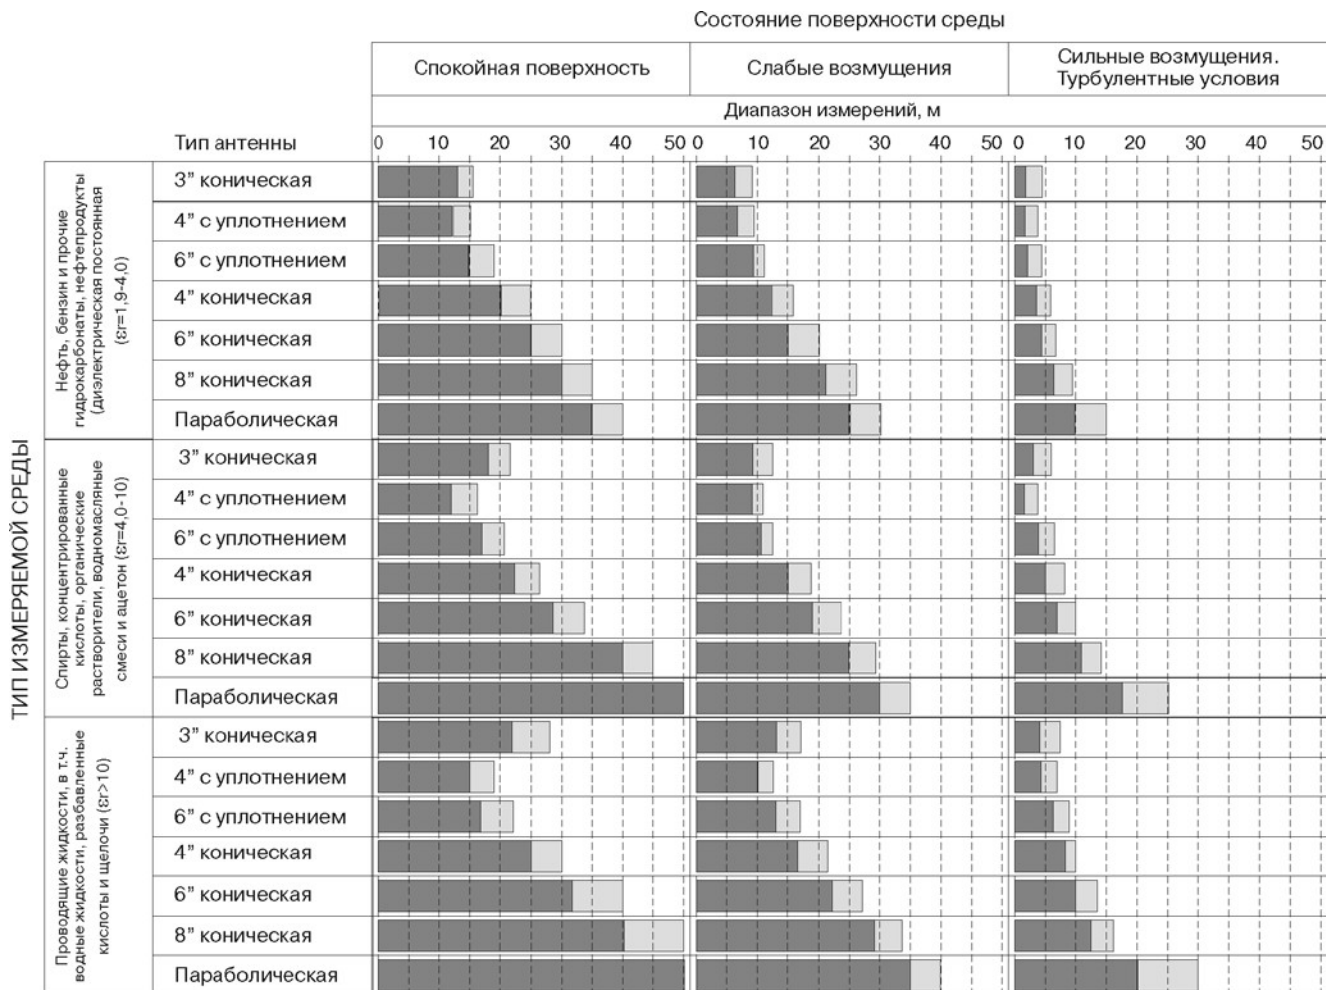 Состояние поверхности среды
Спокойная поверхность
Слабые возмущения
Сильные возмущения.
Турбулентные условия
Диапазон измерений, м
Тип антенны
0 10 20 30 40 50
0 10 20 30 40 50
0 10 20 30 40 50
ТИП ИЗМЕРЯЕМОЙ СРЕДЫ
Нефть, бензин и прочие
гидрокарбонаты, нефтепродукты
(диэлектрическая постоянная
(εr=1,9-4,0)
3” коническая
4” с уплотнением
6” с уплотнением
4” коническая
6” коническая
8” коническая
Параболическая
Спирты, концентрированные
кислоты, органические
растворители, водномасляные
смеси и ацетон (εr=4,0-10)
3” коническая
4” с уплотнением
6” с уплотнением
4” коническая
6” коническая
8” коническая
Параболическая
Проводящие жидкости, в т.ч.
водные жидкости, разбавленные
кислоты и щелочи (εr>10)
3” коническая
4” с уплотнением
6” с уплотнением
4” коническая
6” коническая
8” коническая
Параболическая